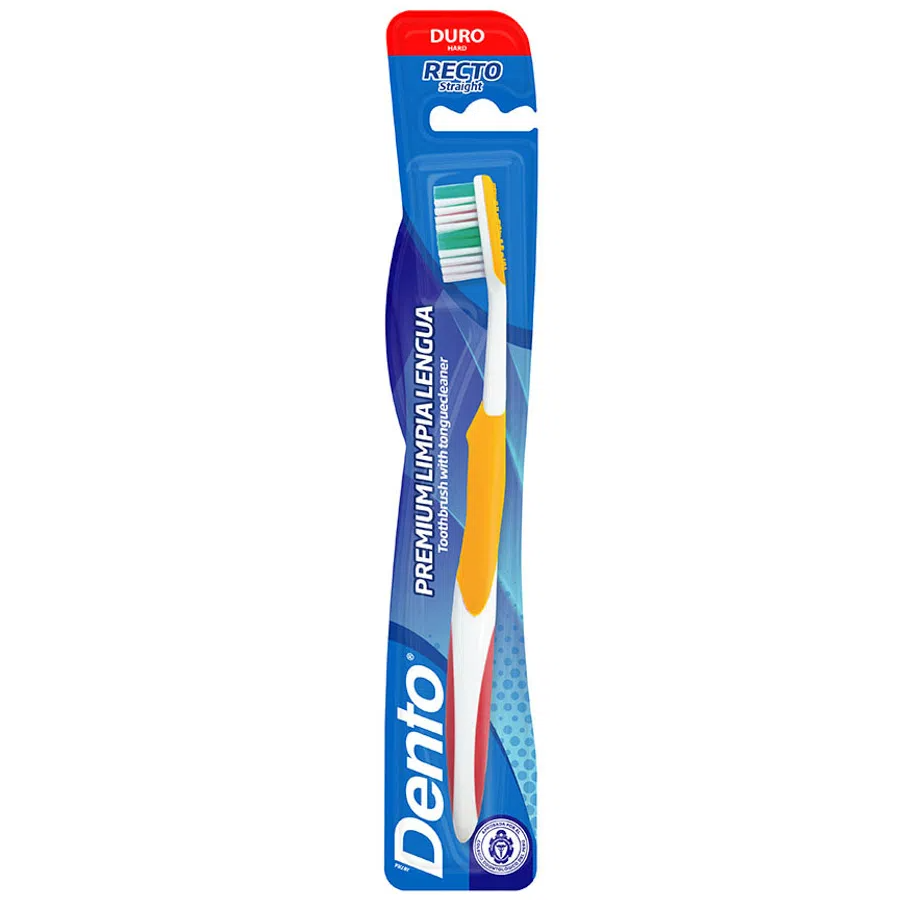 DURO
HARD
RECTO
Straight
PREMIUM LIMPIA LENGUA
Toothbrush with tonguecleaner
Dento®